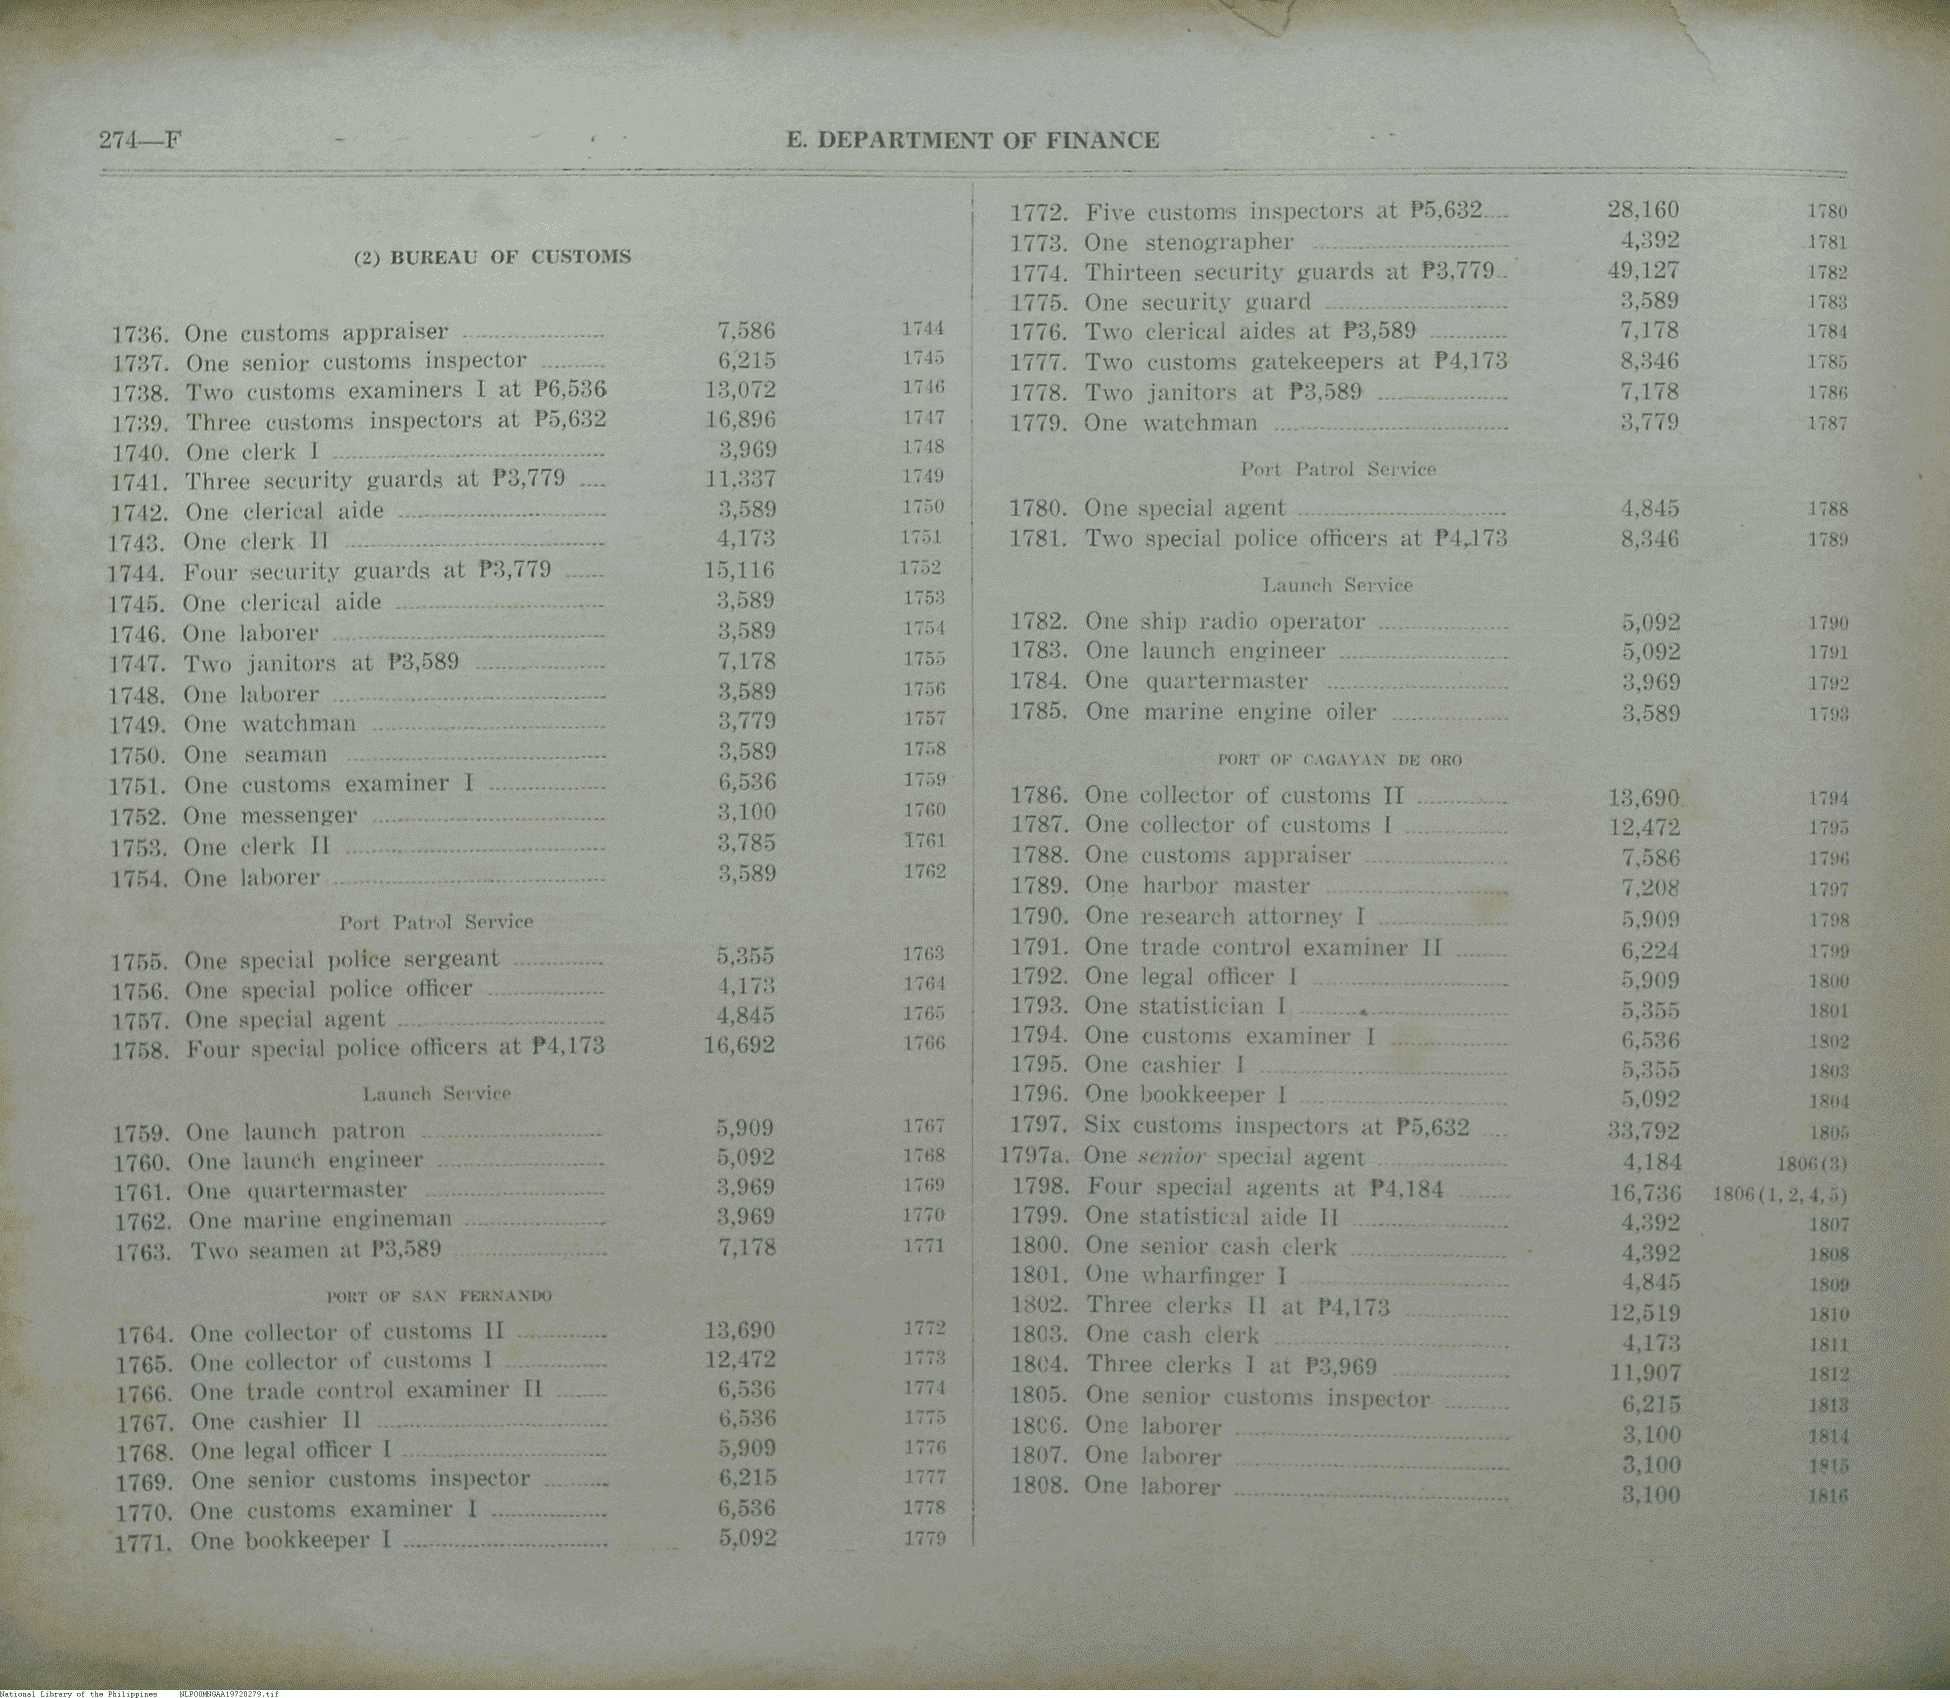 274—F
E. DEPARTMENT OF FINANCE
(2) BUREAU OF CUSTOMS
1736. One customs appraiser ........ 7,586 1744
1737. One senior customs inspector ........ 6,215 1745
1738. Two customs examiners I at ₱6,536 13,072 1746
1739. Three customs inspectors at ₱5,632 16,896 1747
1740. One clerk I ........ 3,969 1748
1741. Three security guards at ₱3,779 .... 11,337 1749
1742. One clerical aide ........ 3,589 1750
1743. One clerk II ........ 4,173 1751
1744. Four security guards at ₱3,779 ........ 15,116 1752
1745. One clerical aide ........ 3,589 1753
1746. One laborer ........ 3,589 1754
1747. Two janitors at ₱3,589 ........ 7,178 1755
1748. One laborer ........ 3,589 1756
1749. One watchman ........ 3,779 1757
1750. One seaman ........ 3,589 1758
1751. One customs examiner I ........ 6,536 1759
1752. One messenger ........ 3,100 1760
1753. One clerk II ........ 3,785 1761
1754. One laborer ........ 3,589 1762
Port Patrol Service
1755. One special police sergeant ........ 5,355 1763
1756. One special police officer ........ 4,173 1764
1757. One special agent ........ 4,845 1765
1758. Four special police officers at ₱4,173 16,692 1766
Launch Service
1759. One launch patron ........ 5,909 1767
1760. One launch engineer ........ 5,092 1768
1761. One quartermaster ........ 3,969 1769
1762. One marine engineman ........ 3,969 1770
1763. Two seamen at ₱3,589 ........ 7,178 1771
PORT OF SAN FERNANDO
1764. One collector of customs II ........ 13,690 1772
1765. One collector of customs I ........ 12,472 1773
1766. One trade control examiner II ........ 6,536 1774
1767. One cashier II ........ 6,536 1775
1768. One legal officer I ........ 5,909 1776
1769. One senior customs inspector ........ 6,215 1777
1770. One customs examiner I ........ 6,536 1778
1771. One bookkeeper I ........ 5,092 1779
1772. Five customs inspectors at ₱5,632.... 28,160 1780
1773. One stenographer ........ 4,392 1781
1774. Thirteen security guards at ₱3,779.. 49,127 1782
1775. One security guard ........ 3,589 1783
1776. Two clerical aides at ₱3,589 ........ 7,178 1784
1777. Two customs gatekeepers at ₱4,173 8,346 1785
1778. Two janitors at ₱3,589 ........ 7,178 1786
1779. One watchman ........ 3,779 1787
Port Patrol Service
1780. One special agent ........ 4,845 1788
1781. Two special police officers at ₱4,173 8,346 1789
Launch Service
1782. One ship radio operator ........ 5,092 1790
1783. One launch engineer ........ 5,092 1791
1784. One quartermaster ........ 3,969 1792
1785. One marine engine oiler ........ 3,589 1793
PORT OF CAGAYAN DE ORO
1786. One collector of customs II ........ 13,690 1794
1787. One collector of customs I ........ 12,472 1795
1788. One customs appraiser ........ 7,586 1796
1789. One harbor master ........ 7,208 1797
1790. One research attorney I ........ 5,909 1798
1791. One trade control examiner II ........ 6,224 1799
1792. One legal officer I ........ 5,909 1800
1793. One statistician I ........ 5,355 1801
1794. One customs examiner I ........ 6,536 1802
1795. One cashier I ........ 5,355 1803
1796. One bookkeeper I ........ 5,092 1804
1797. Six customs inspectors at ₱5,632 .... 33,792 1805
1797a. One senior special agent ........ 4,184 1806(3)
1798. Four special agents at ₱4,184 ........ 16,736 1806(1, 2, 4, 5)
1799. One statistical aide II ........ 4,392 1807
1800. One senior cash clerk ........ 4,392 1808
1801. One wharfinger I ........ 4,845 1809
1802. Three clerks II at ₱4,173 ........ 12,519 1810
1803. One cash clerk ........ 4,173 1811
1804. Three clerks I at ₱3,969 ........ 11,907 1812
1805. One senior customs inspector ........ 6,215 1813
1806. One laborer ........ 3,100 1814
1807. One laborer ........ 3,100 1815
1808. One laborer ........ 3,100 1816
National Library of the Philippines NLPOOMNGAA19720279.tif